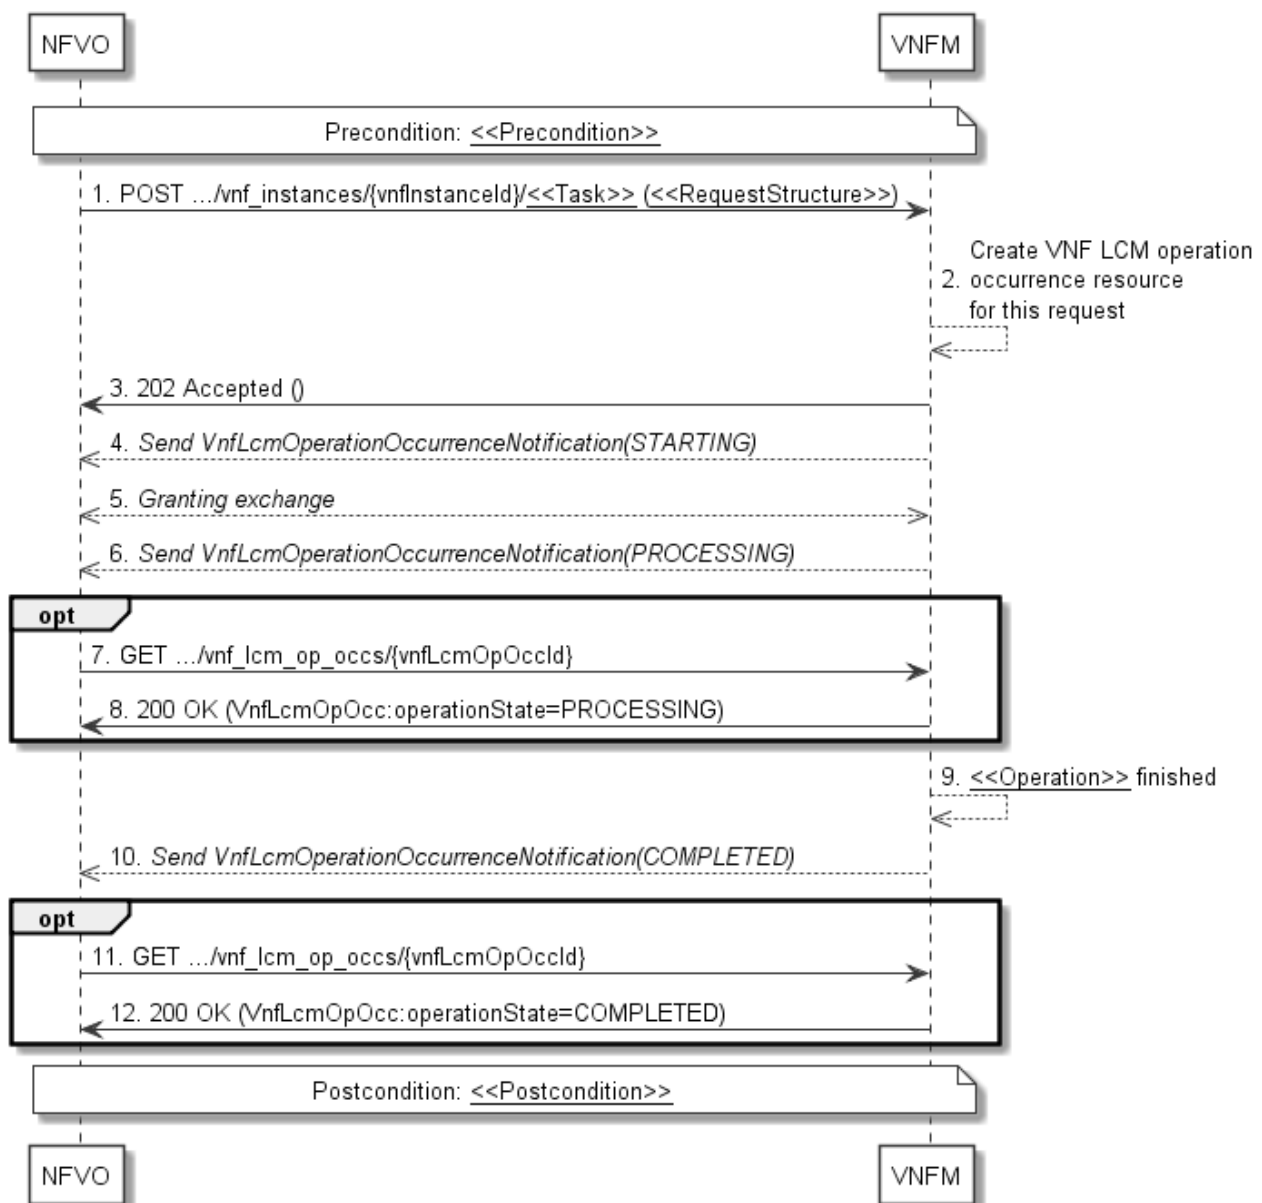 NFVO VNFM
Precondition: <<Precondition>>
1. POST .../vnf_instances/{vnfInstanceId}/<<Task>> (<<RequestStructure>>)
Create VNF LCM operation
2. occurrence resource
for this request
3. 202 Accepted ()
4. Send VnfLcmOperationOccurrenceNotification(STARTING)
5. Granting exchange
6. Send VnfLcmOperationOccurrenceNotification(PROCESSING)
opt
7. GET .../vnf_lcm_op_occs/{vnfLcmOpOccId}
8. 200 OK (VnfLcmOpOcc:operationState=PROCESSING)
9. <<Operation>> finished
10. Send VnfLcmOperationOccurrenceNotification(COMPLETED)
opt
11. GET .../vnf_lcm_op_occs/{vnfLcmOpOccId}
12. 200 OK (VnfLcmOpOcc:operationState=COMPLETED)
Postcondition: <<Postcondition>>
NFVO VNFM